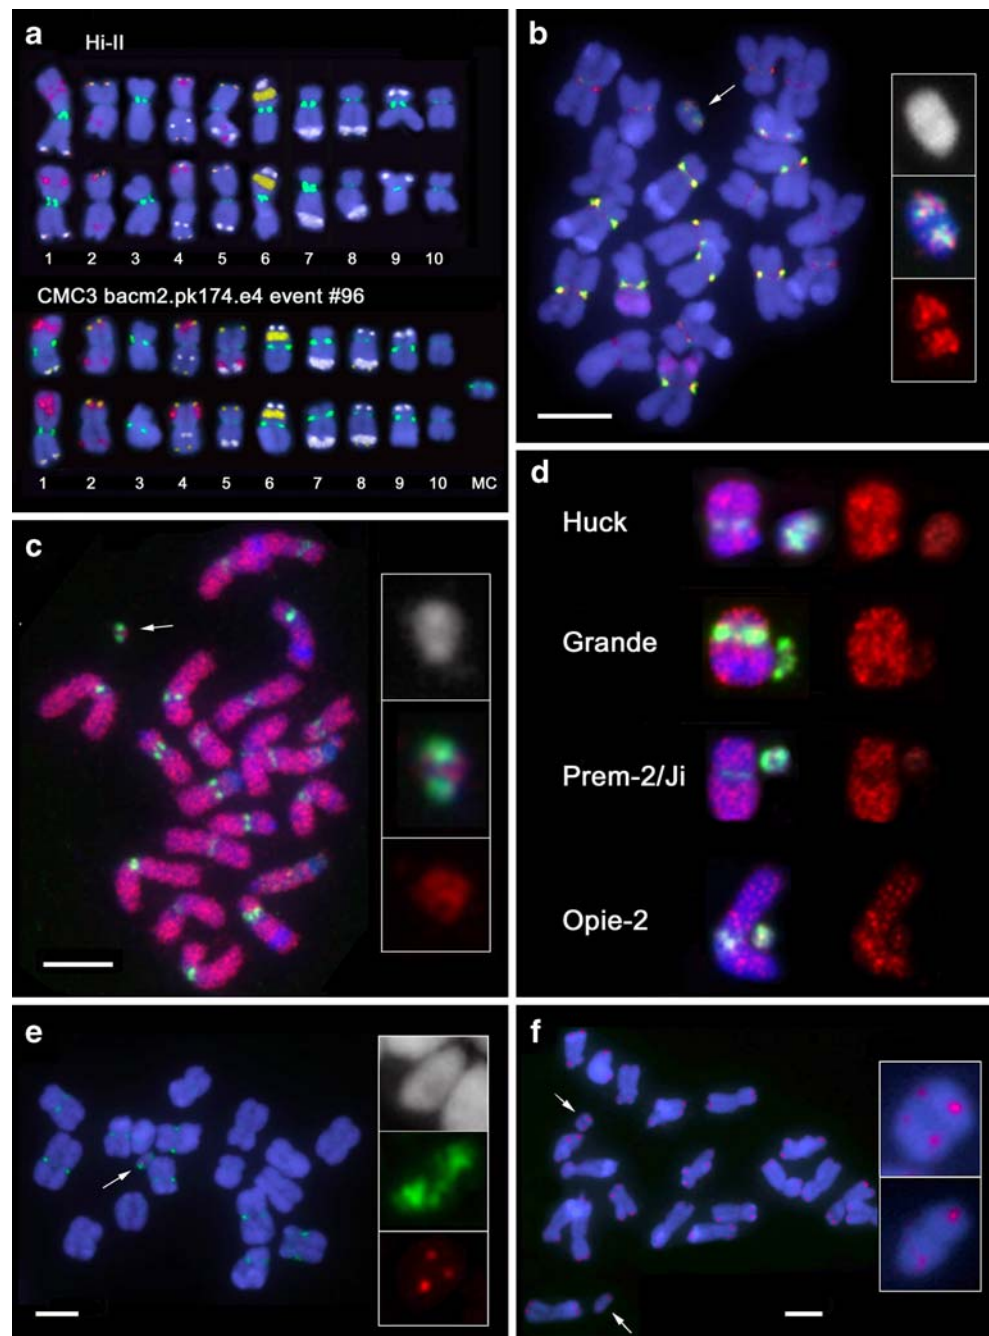 a
Hi-II
1 2 3 4 5 6 7 8 9 10
CMC3 bacm2.pk174.e4 event #96
1 2 3 4 5 6 7 8 9 10 MC
b
c
d
Huck
Grande
Prem-2/Ji
Opie-2
e
f